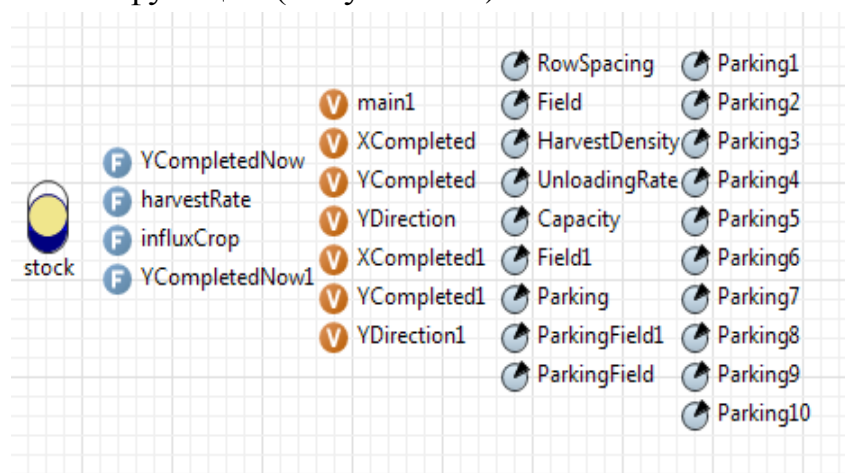 RowSpacing Parking1
main1 Field Parking2
XCompleted HarvestDensity Parking3
F YCompletedNow
V YCompleted UnloadingRate Parking4
F harvestRate
V YDirection Capacity Parking5
F influxCrop
V XCompleted1 Field1 Parking6
stock
F YCompletedNow1
V YCompleted1 Parking Parking7
V YDirection1 ParkingField1 Parking8
ParkingField Parking9
Parking10